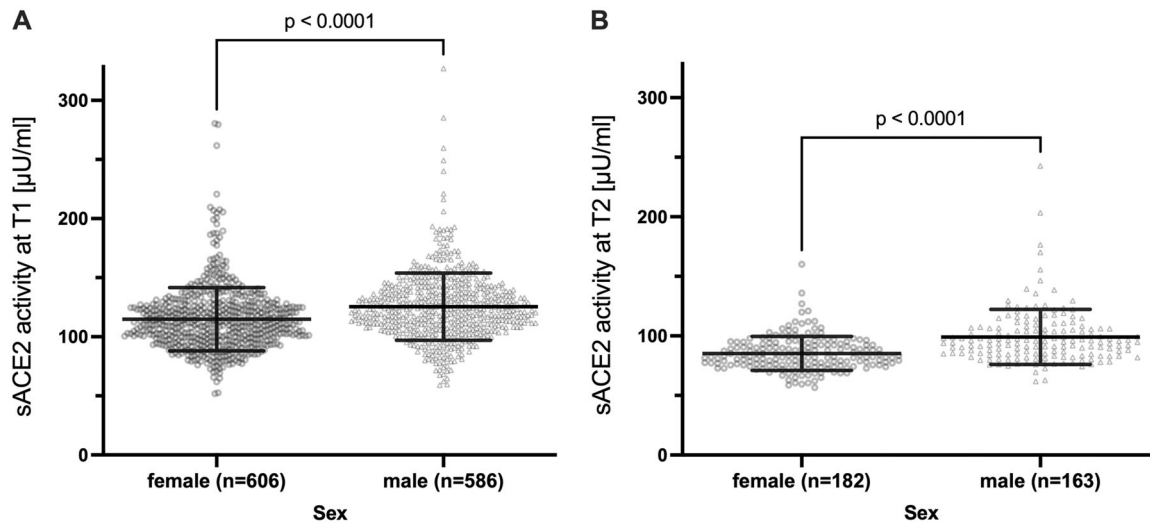 A
p < 0.0001
sACE2 activity at T1 [µU/ml]
300
200
100
0
female (n=606)
male (n=586)
Sex
B
p < 0.0001
sACE2 activity at T2 [µU/ml]
300
200
100
0
female (n=182)
male (n=163)
Sex